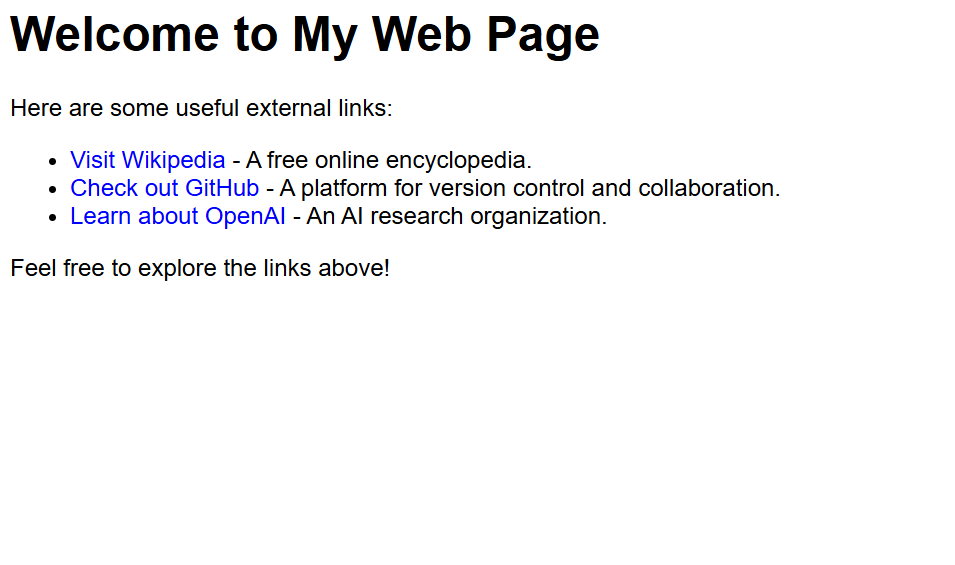 Welcome to My Web Page
Here are some useful external links:
Visit Wikipedia - A free online encyclopedia.
Check out GitHub - A platform for version control and collaboration.
Learn about OpenAI - An AI research organization.
Feel free to explore the links above!